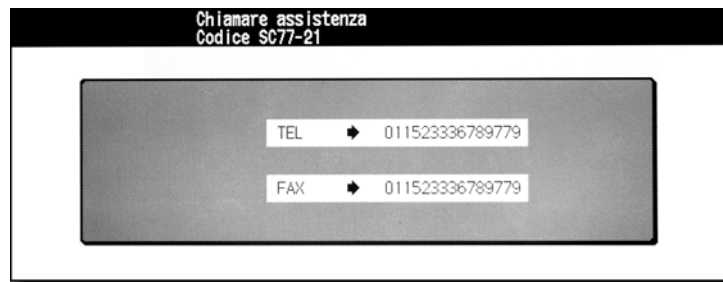 Chiamare assistenza
Codice SC77-21
TEL ➧ 011523336789779
FAX ➧ 011523336789779